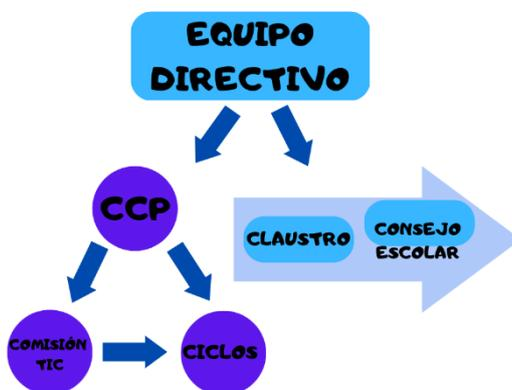 EQUIPO
DIRECTIVO
CCP
CLAUSTRO
CONSEJO
ESCOLAR
COMISIÓN
TIC
CICLOS